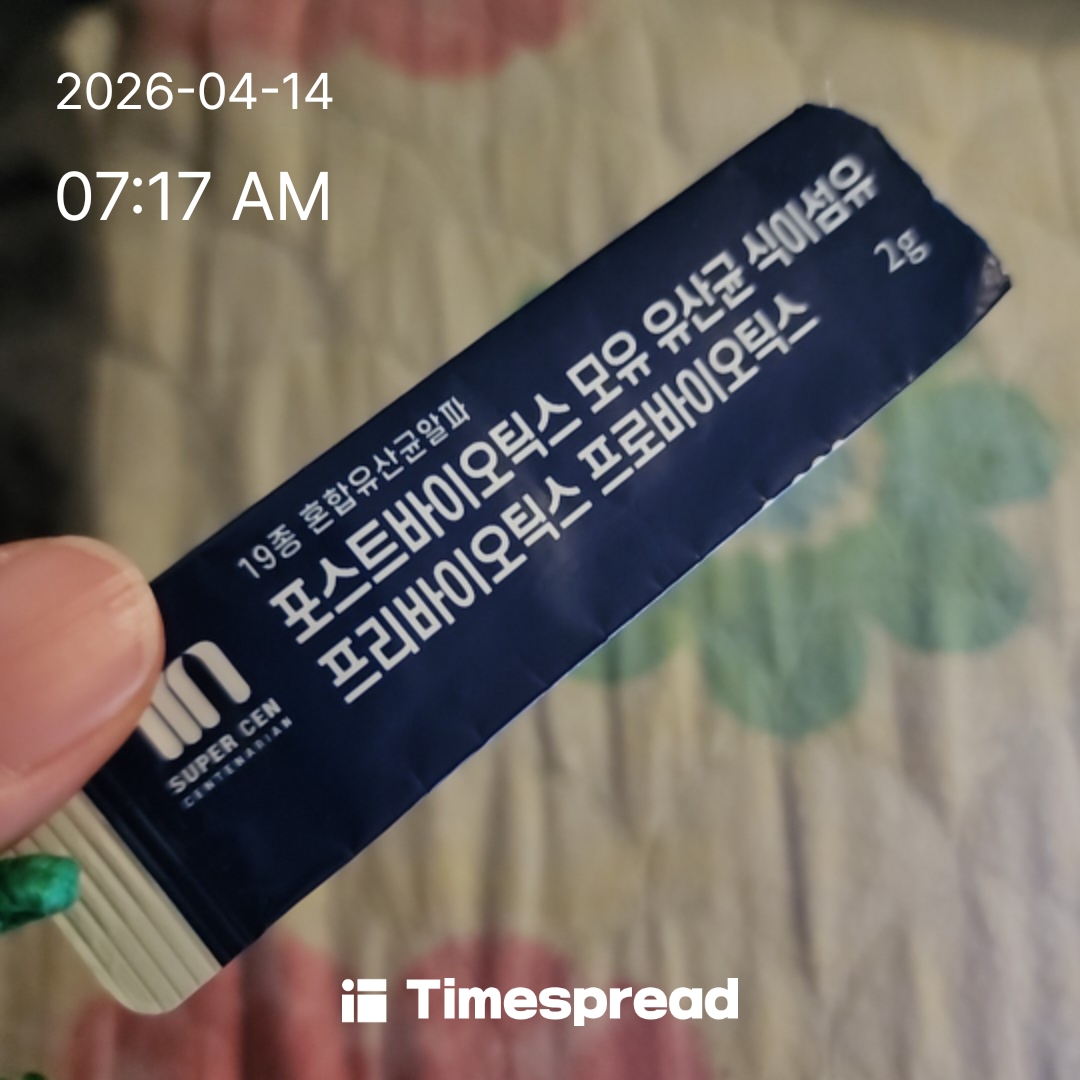 2026-04-14
07:17 AM
19종 혼합유산균알파
포스트바이오틱스 모유 유산균 식이섬유
프리바이오틱스 프로바이오틱스
2g
SUPER CEN
CENTENARIAN
Timespread